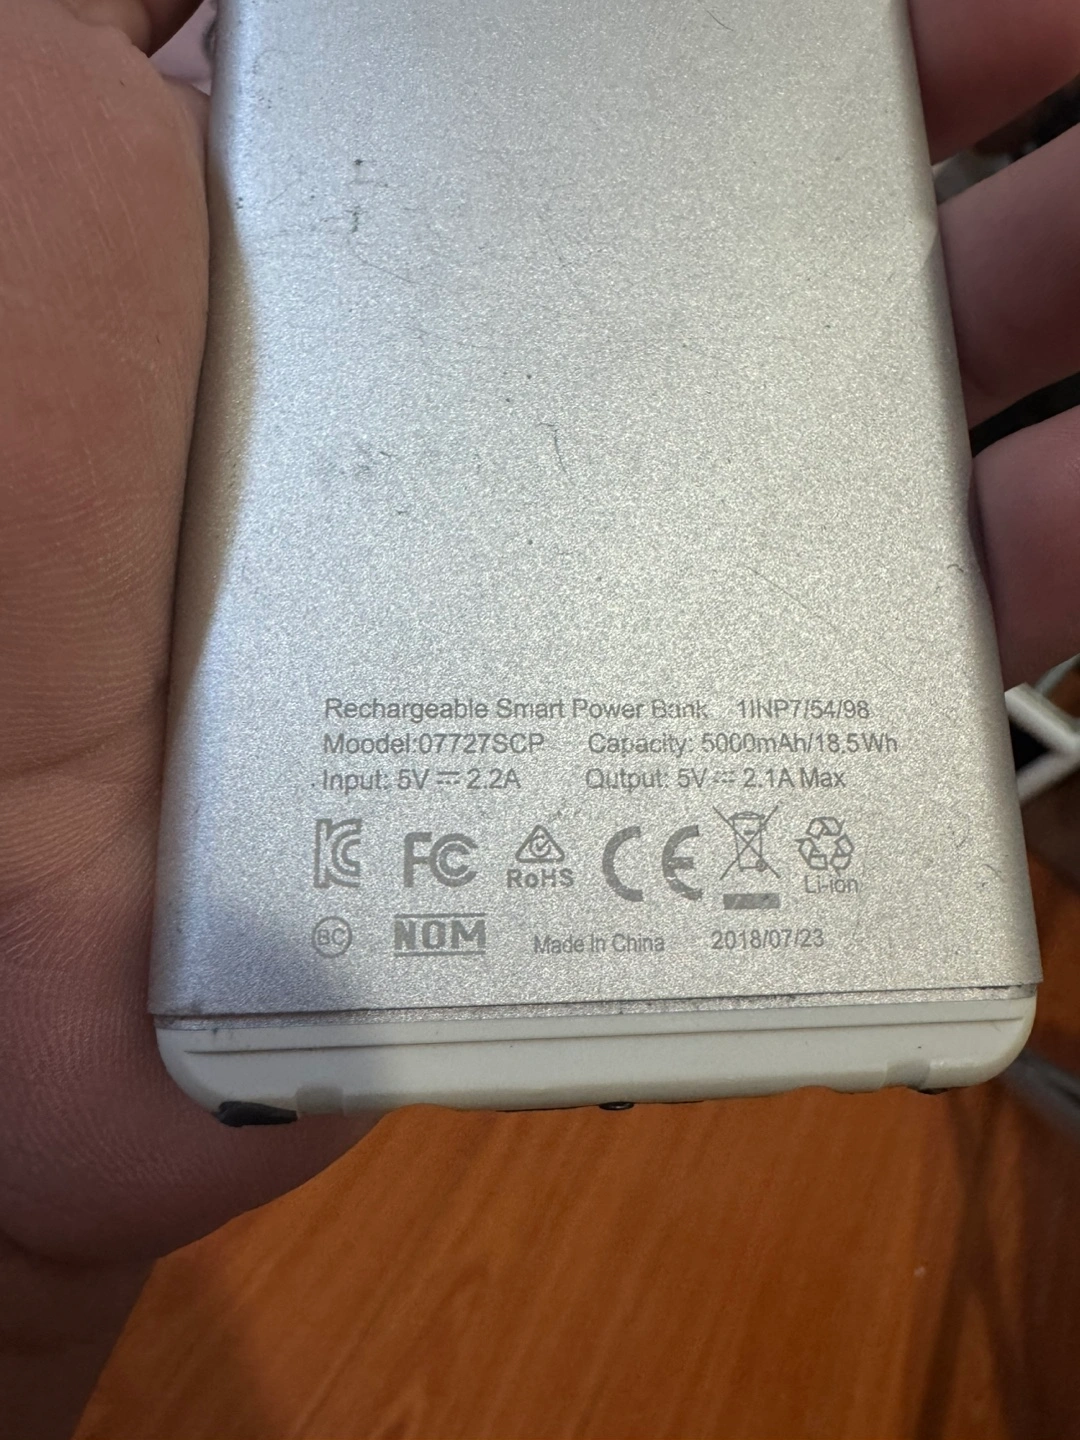 Rechargeable Smart Power Bank 1INP7/54/98
Moodel:07727SCP Capacity: 5000mAh/18.5Wh
Input: 5V⎓2.2A Output: 5V⎓2.1A Max
KC FC RoHS CE Li-ion
BC NOM Made In China 2018/07/23